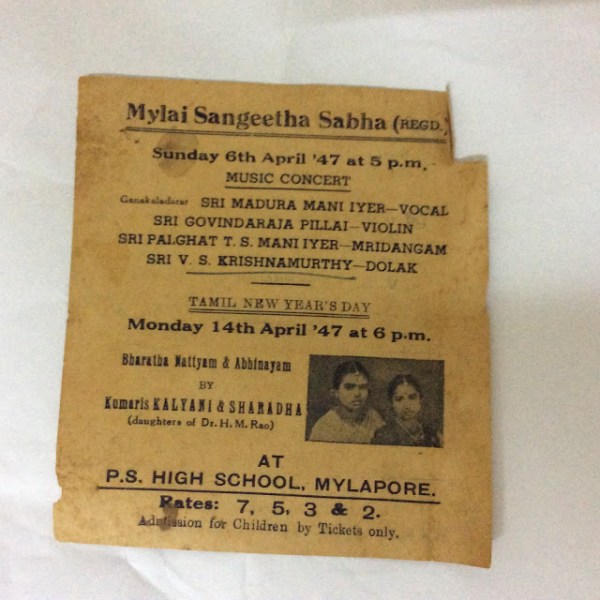 Mylai Sangeetha Sabha (REGD.)
Sunday 6th April '47 at 5 p.m,
MUSIC CONCERT
Ganakaladarar SRI MADURA MANI IYER—VOCAL
SRI GOVINDARAJA PILLAI—VIOLIN
SRI PALGHAT T. S. MANI IYER—MRIDANGAM
SRI V. S. KRISHNAMURTHY—DOLAK
TAMIL NEW YEAR'S DAY
Monday 14th April '47 at 6 p.m.
Bharatha Nattyam & Abhinayam
BY
Kumaris KALYANI & SHARADHA
(daughters of Dr. H. M. Rao)
AT
P.S. HIGH SCHOOL, MYLAPORE.
Rates: 7, 5, 3 & 2.
Admission for Children by Tickets only.